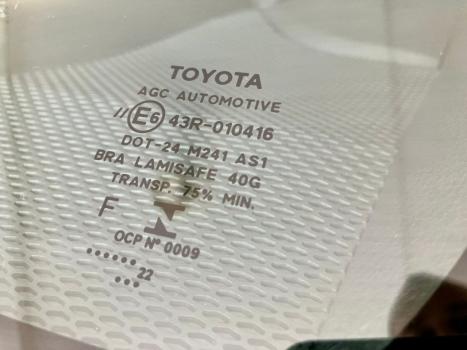 TOYOTA
AGC AUTOMOTIVE
//E6 43R-010416
DOT-24 M241 AS1
BRA LAMISAFE 40G
TRANSP. 75% MIN.
F
OCP Nº 0009
•••••• 22
•••